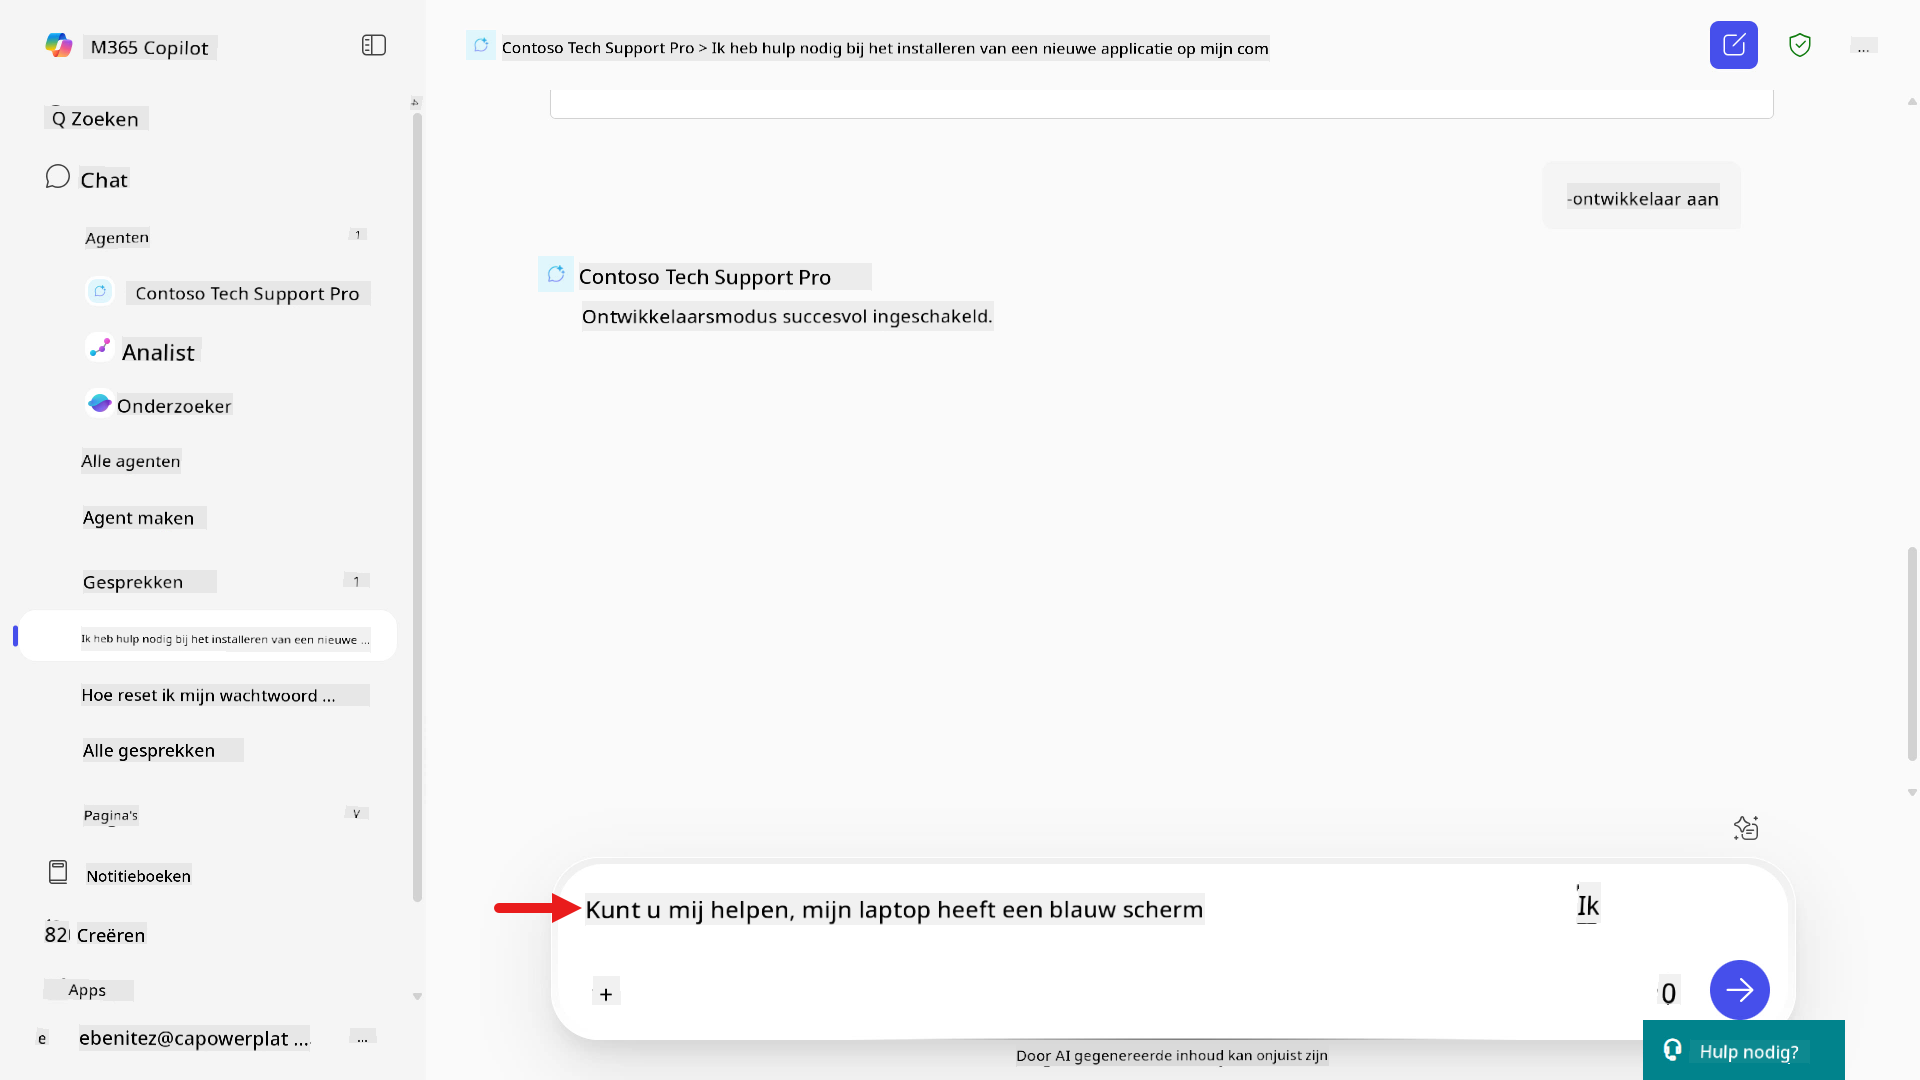 M365 Copilot
Zoeken
Chat
Agenten
Contoso Tech Support Pro
Analist
Onderzoeker
Alle agenten
Agent maken
Gesprekken
Ik heb hulp nodig bij het installeren van een nieuwe ...
Hoe reset ik mijn wachtwoord ...
Alle gesprekken
Pagina's
Notitieboeken
Creëren
Apps
e ebenitez@capowerplat ...
...
Contoso Tech Support Pro > Ik heb hulp nodig bij het installeren van een nieuwe applicatie op mijn com
...
-ontwikkelaar aan
Contoso Tech Support Pro
Ontwikkelaarsmodus succesvol ingeschakeld.
Kunt u mij helpen, mijn laptop heeft een blauw scherm
Ik
+
0
Door AI gegenereerde inhoud kan onjuist zijn
Hulp nodig?